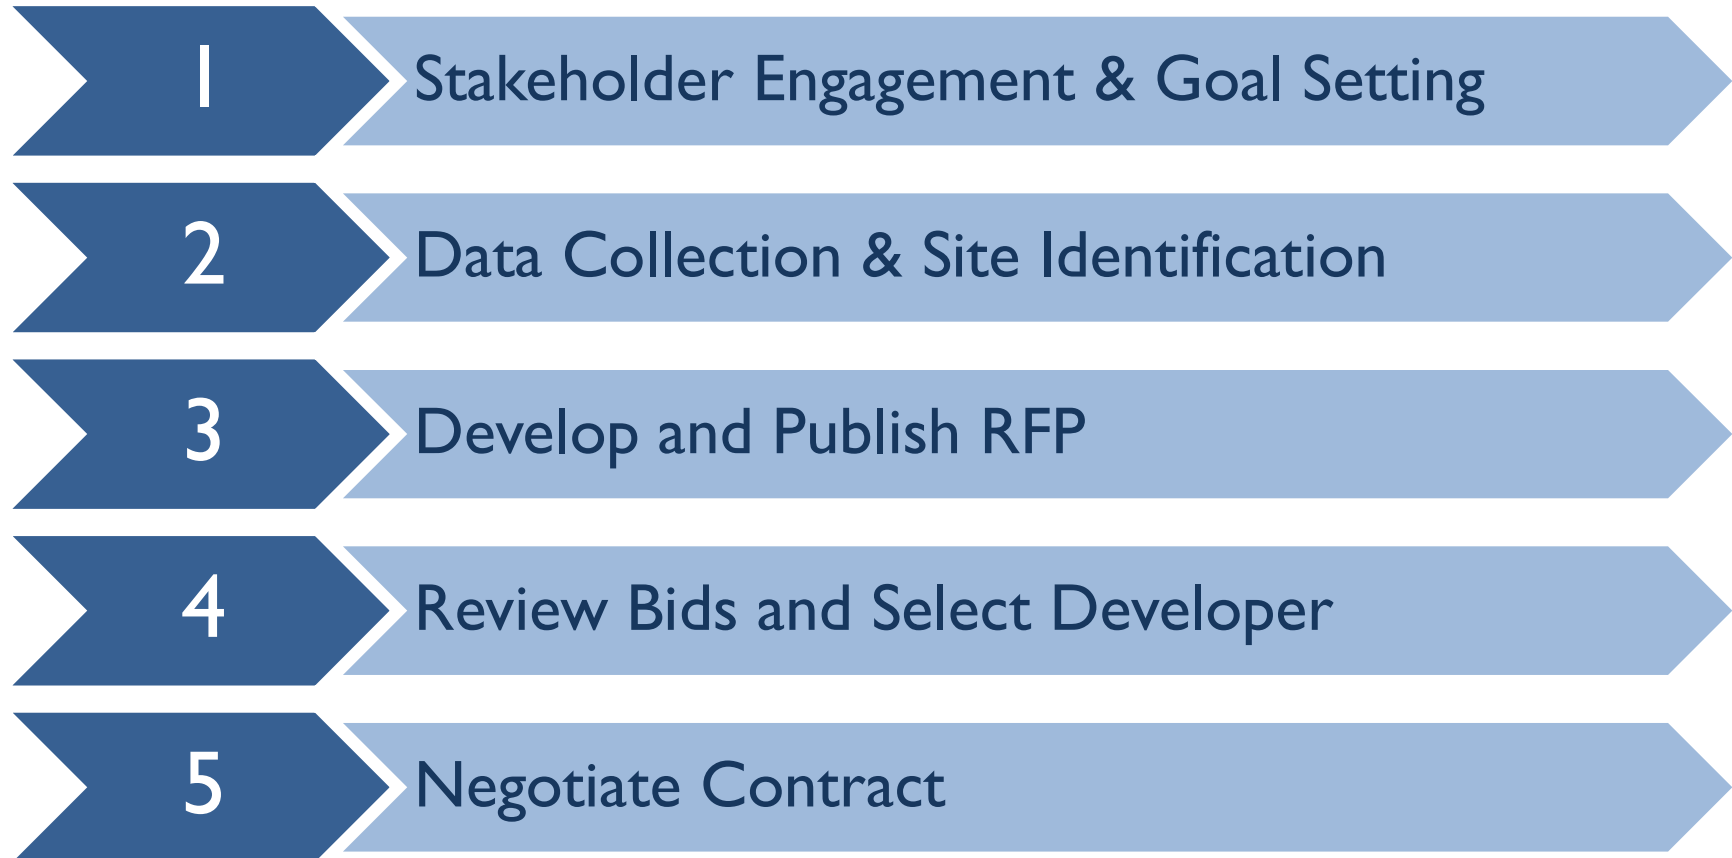 1 Stakeholder Engagement & Goal Setting
2 Data Collection & Site Identification
3 Develop and Publish RFP
4 Review Bids and Select Developer
5 Negotiate Contract